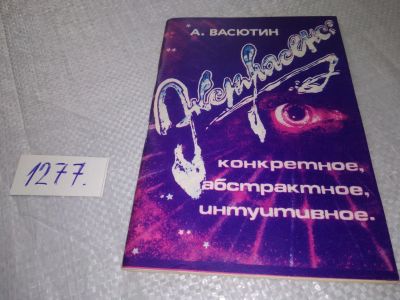 А. ВАСЮТИН
Экстрасенс:
конкретное,
абстрактное,
интуитивное.
1277.